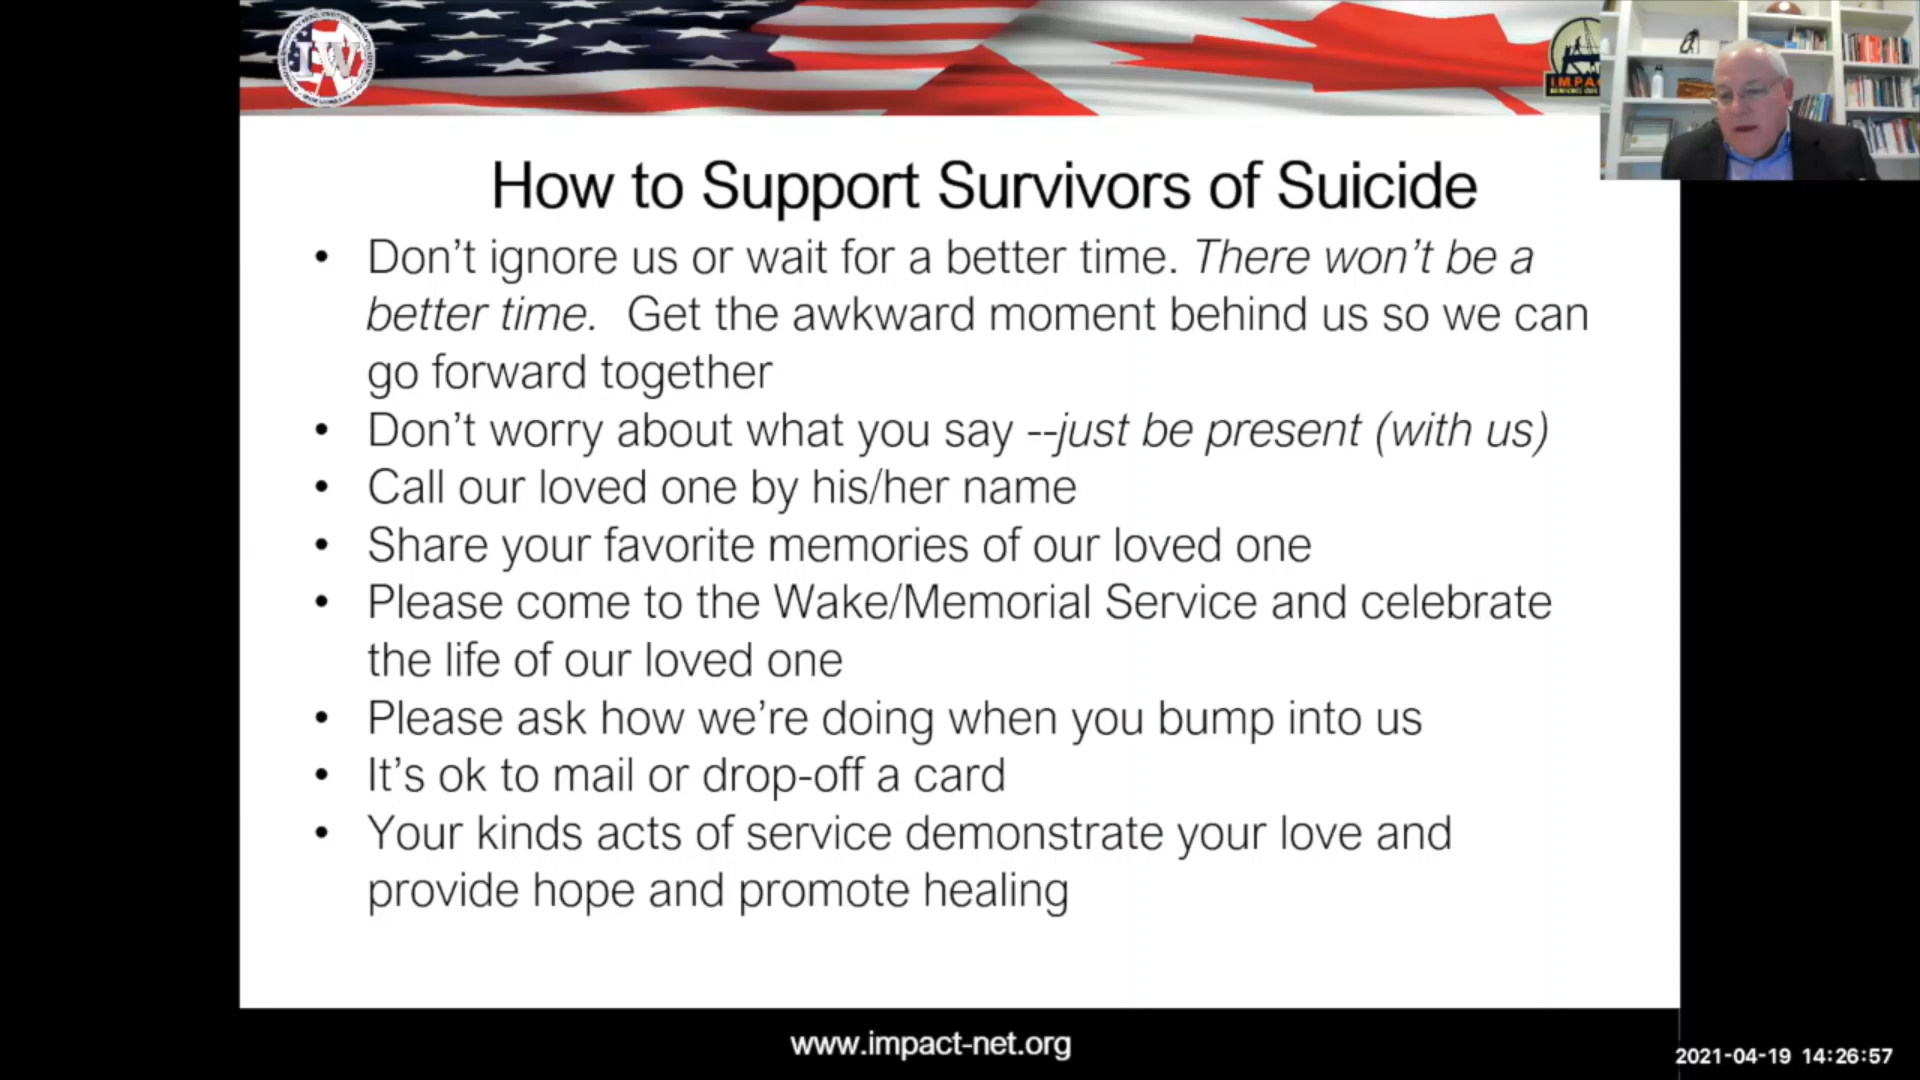 IW
IMPA
How to Support Survivors of Suicide
• Don't ignore us or wait for a better time. There won't be a
better time. Get the awkward moment behind us so we can
go forward together
• Don't worry about what you say --just be present (with us)
• Call our loved one by his/her name
• Share your favorite memories of our loved one
• Please come to the Wake/Memorial Service and celebrate
the life of our loved one
• Please ask how we're doing when you bump into us
• It's ok to mail or drop-off a card
• Your kinds acts of service demonstrate your love and
provide hope and promote healing
www.impact-net.org
2021-04-19 14:26:57